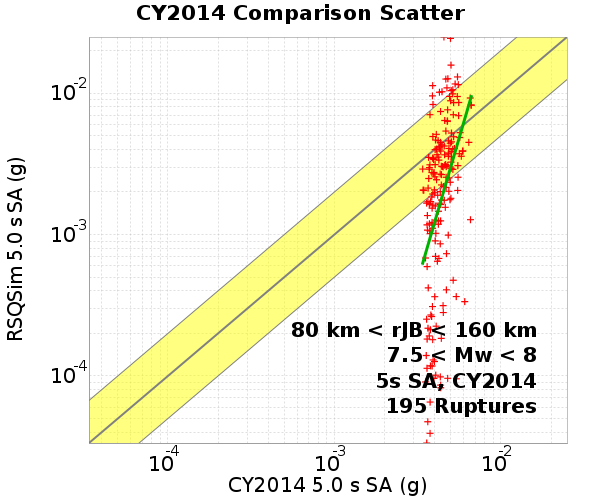 CY2014 Comparison Scatter
RSQSim 5.0 s SA (g)
10-2
10-3
10-4
80 km < rJB < 160 km
7.5 < Mw < 8
5s SA, CY2014
195 Ruptures
10-4
10-3
10-2
CY2014 5.0 s SA (g)